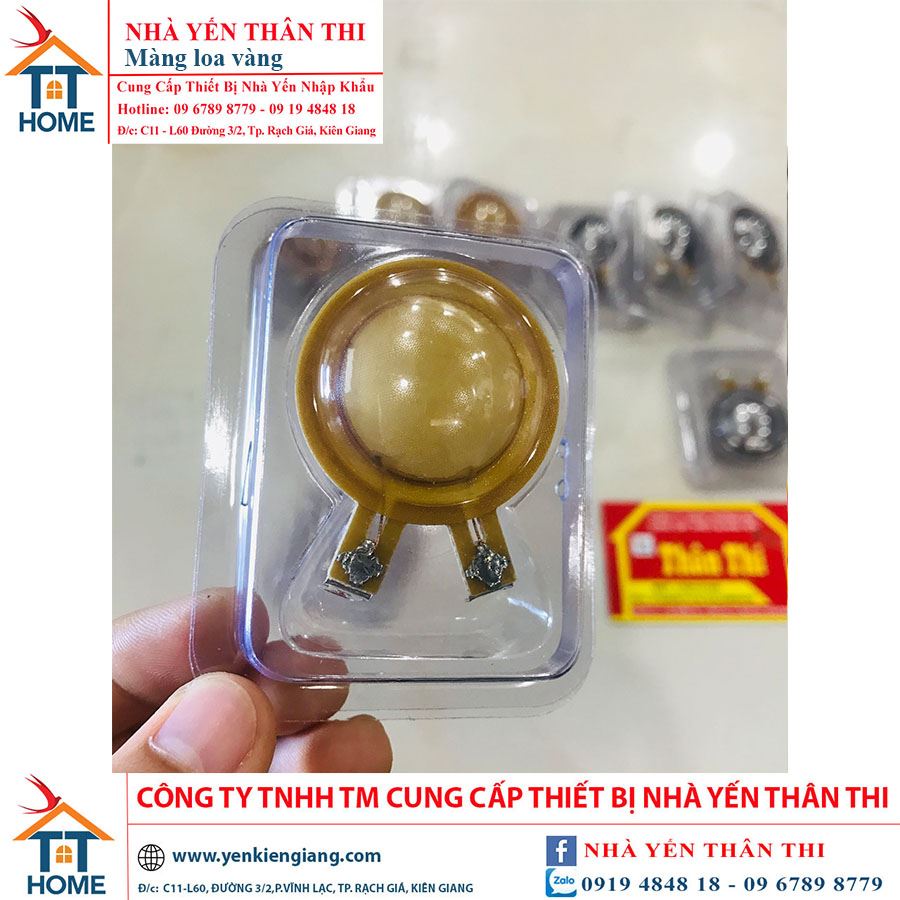 TT
HOME
NHÀ YẾN THÂN THI
Màng loa vàng
Cung Cấp Thiết Bị Nhà Yến Nhập Khẩu
Hotline: 09 6789 8779 - 09 19 4848 18
Đ/c: C11 - L60 Đường 3/2, Tp. Rạch Giá, Kiên Giang
Thân Thi
TT
HOME
CÔNG TY TNHH TM CUNG CẤP THIẾT BỊ NHÀ YẾN THÂN THI
www.yenkiengiang.com
Đ/c: C11-L60, ĐƯỜNG 3/2,P.VĨNH LẠC, TP. RẠCH GIÁ, KIÊN GIANG
f NHÀ YẾN THÂN THI
Zalo 0919 4848 18 - 09 6789 8779